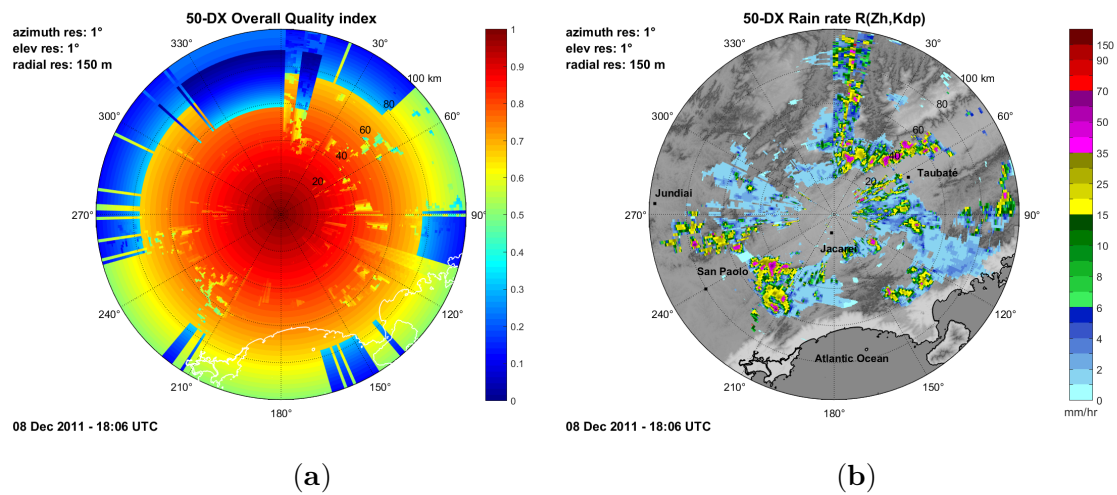 50-DX Overall Quality index
azimuth res: 1°
elev res: 1°
radial res: 150 m
330°
30°
100 km
80
60
40
20
60°
300°
270°
90°
240°
120°
210°
150°
180°
1
0.9
0.8
0.7
0.6
0.5
0.4
0.3
0.2
0.1
0
08 Dec 2011 - 18:06 UTC
(a)
50-DX Rain rate R(Zh,Kdp)
azimuth res: 1°
elev res: 1°
radial res: 150 m
330°
30°
100 km
80
60
40
20
60°
300°
Taubaté
Jundiai
270°
90°
Jacarei
San Paolo
240°
120°
Atlantic Ocean
210°
150°
180°
150
90
70
50
35
25
15
10
8
6
4
2
0
mm/hr
08 Dec 2011 - 18:06 UTC
(b)